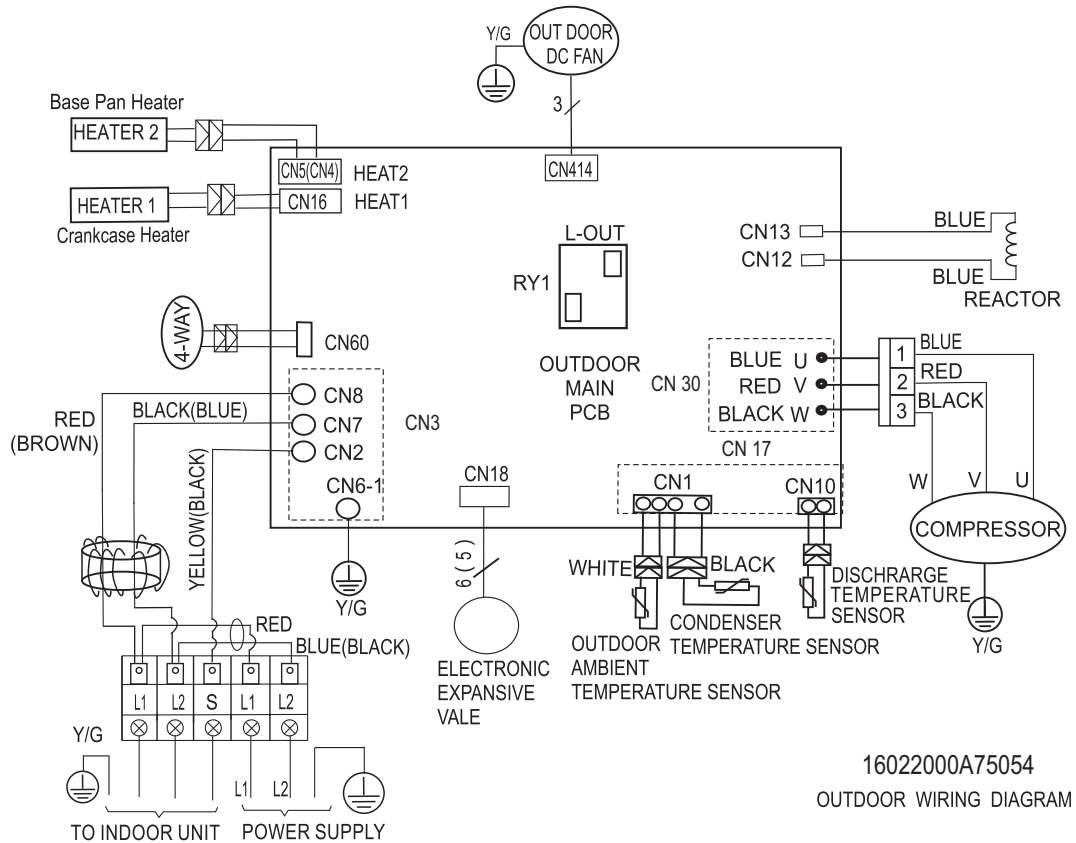 Y/G
OUT DOOR
DC FAN
3
Base Pan Heater
HEATER 2
CN5(CN4)
HEAT2
CN414
HEATER 1
CN16
HEAT1
Crankcase Heater
L-OUT
RY1
CN13
BLUE
CN12
BLUE
REACTOR
4-WAY
CN60
OUTDOOR
MAIN
PCB
CN 30
BLUE U
RED V
BLACK W
1
2
3
BLUE
RED
BLACK
CN 17
RED
(BROWN)
BLACK(BLUE)
YELLOW(BLACK)
CN8
CN7
CN2
CN3
CN6-1
Y/G
CN18
6(5)
ELECTRONIC
EXPANSIVE
VALE
CN1
CN10
WHITE
BLACK
OUTDOOR
AMBIENT
TEMPERATURE SENSOR
CONDENSER
TEMPERATURE SENSOR
DISCHRARGE
TEMPERATURE
SENSOR
W
V
U
COMPRESSOR
Y/G
RED
BLUE(BLACK)
L1
L2
S
L1
L2
Y/G
L1
L2
TO INDOOR UNIT
POWER SUPPLY
16022000A75054
OUTDOOR WIRING DIAGRAM